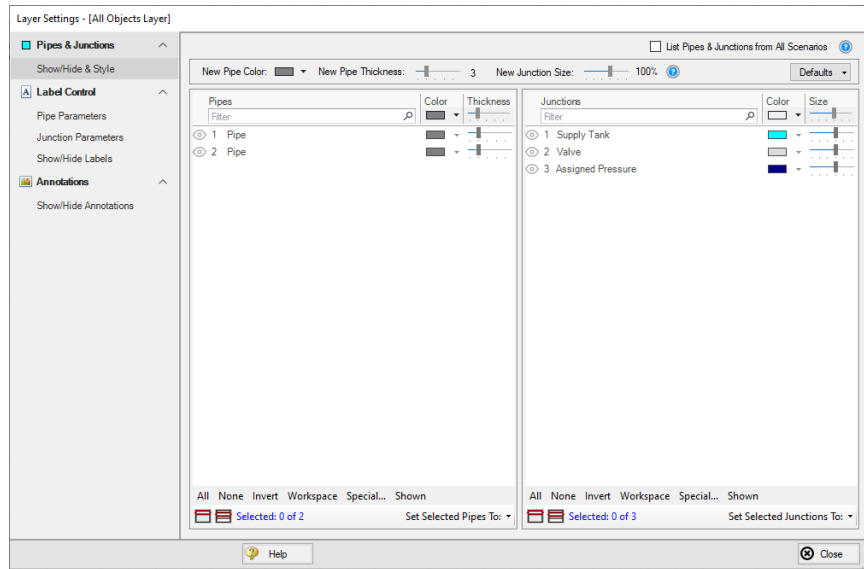 Layer Settings - [All Objects Layer]
Pipes & Junctions
Show/Hide & Style
A Label Control
Pipe Parameters
Junction Parameters
Show/Hide Labels
Annotations
Show/Hide Annotations
List Pipes & Junctions from All Scenarios ?
New Pipe Color: New Pipe Thickness: 3 New Junction Size: 100% ? Defaults
Pipes Color Thickness
Filter
1 Pipe
2 Pipe
All None Invert Workspace Special... Shown
Selected: 0 of 2 Set Selected Pipes To:
Junctions Color Size
Filter
1 Supply Tank
2 Valve
3 Assigned Pressure
All None Invert Workspace Special... Shown
Selected: 0 of 3 Set Selected Junctions To:
? Help
Close